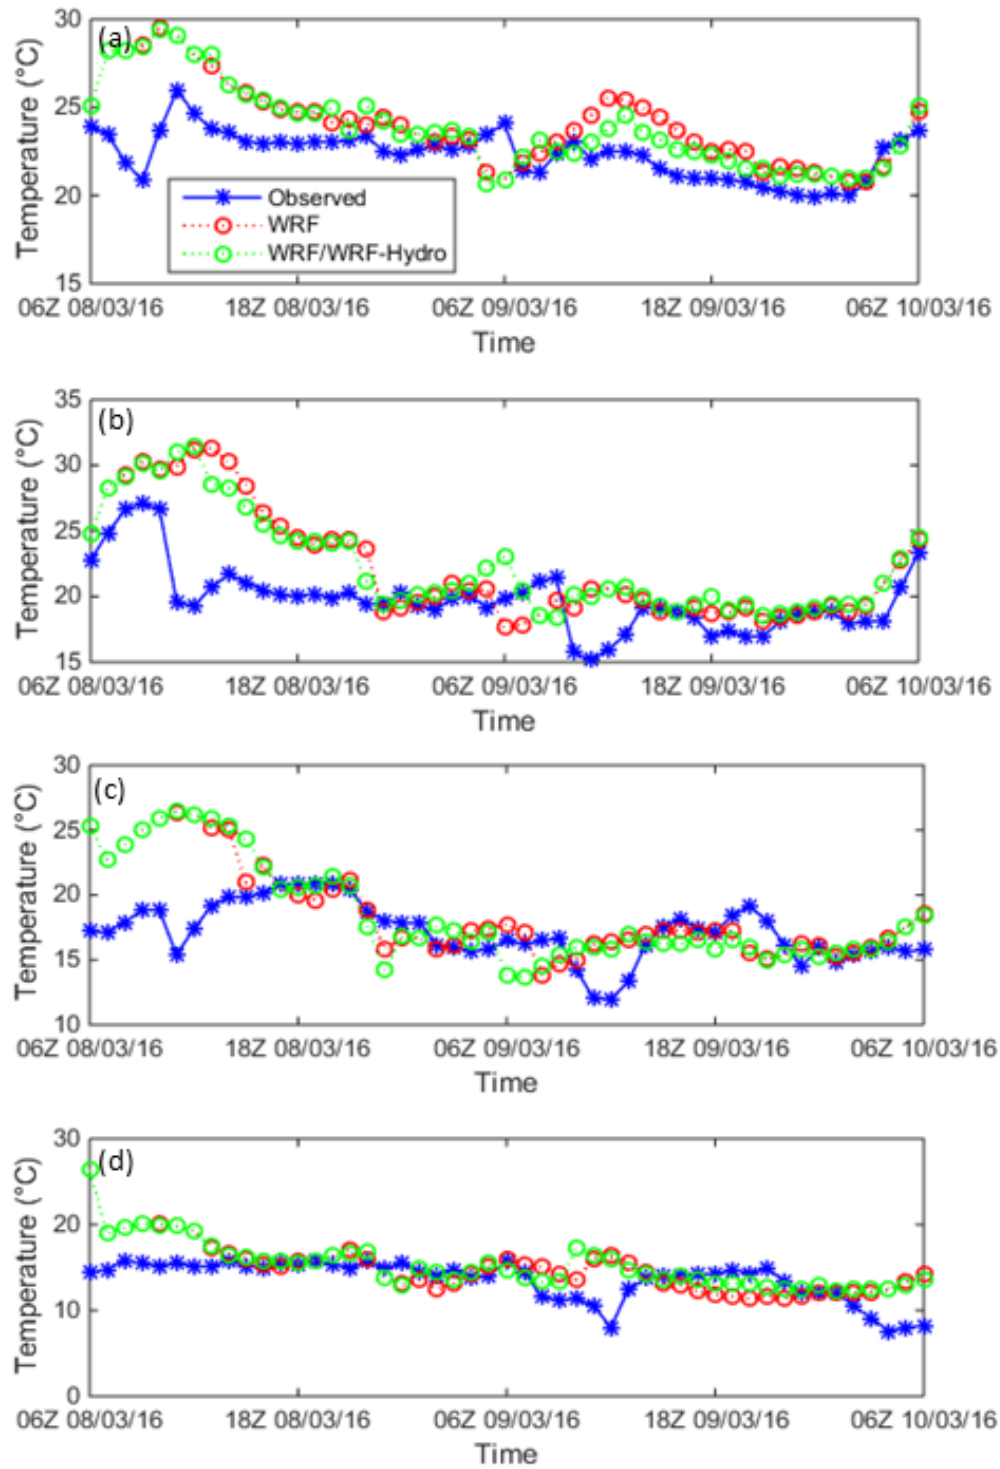 (a)
Temperature (°C)
30
25
20
15
Observed
WRF
WRF/WRF-Hydro
06Z 08/03/16 18Z 08/03/16 06Z 09/03/16 18Z 09/03/16 06Z 10/03/16
Time
(b)
Temperature (°C)
35
30
25
20
15
06Z 08/03/16 18Z 08/03/16 06Z 09/03/16 18Z 09/03/16 06Z 10/03/16
Time
(c)
Temperature (°C)
30
25
20
15
10
06Z 08/03/16 18Z 08/03/16 06Z 09/03/16 18Z 09/03/16 06Z 10/03/16
Time
(d)
Temperature (°C)
30
20
10
0
06Z 08/03/16 18Z 08/03/16 06Z 09/03/16 18Z 09/03/16 06Z 10/03/16
Time